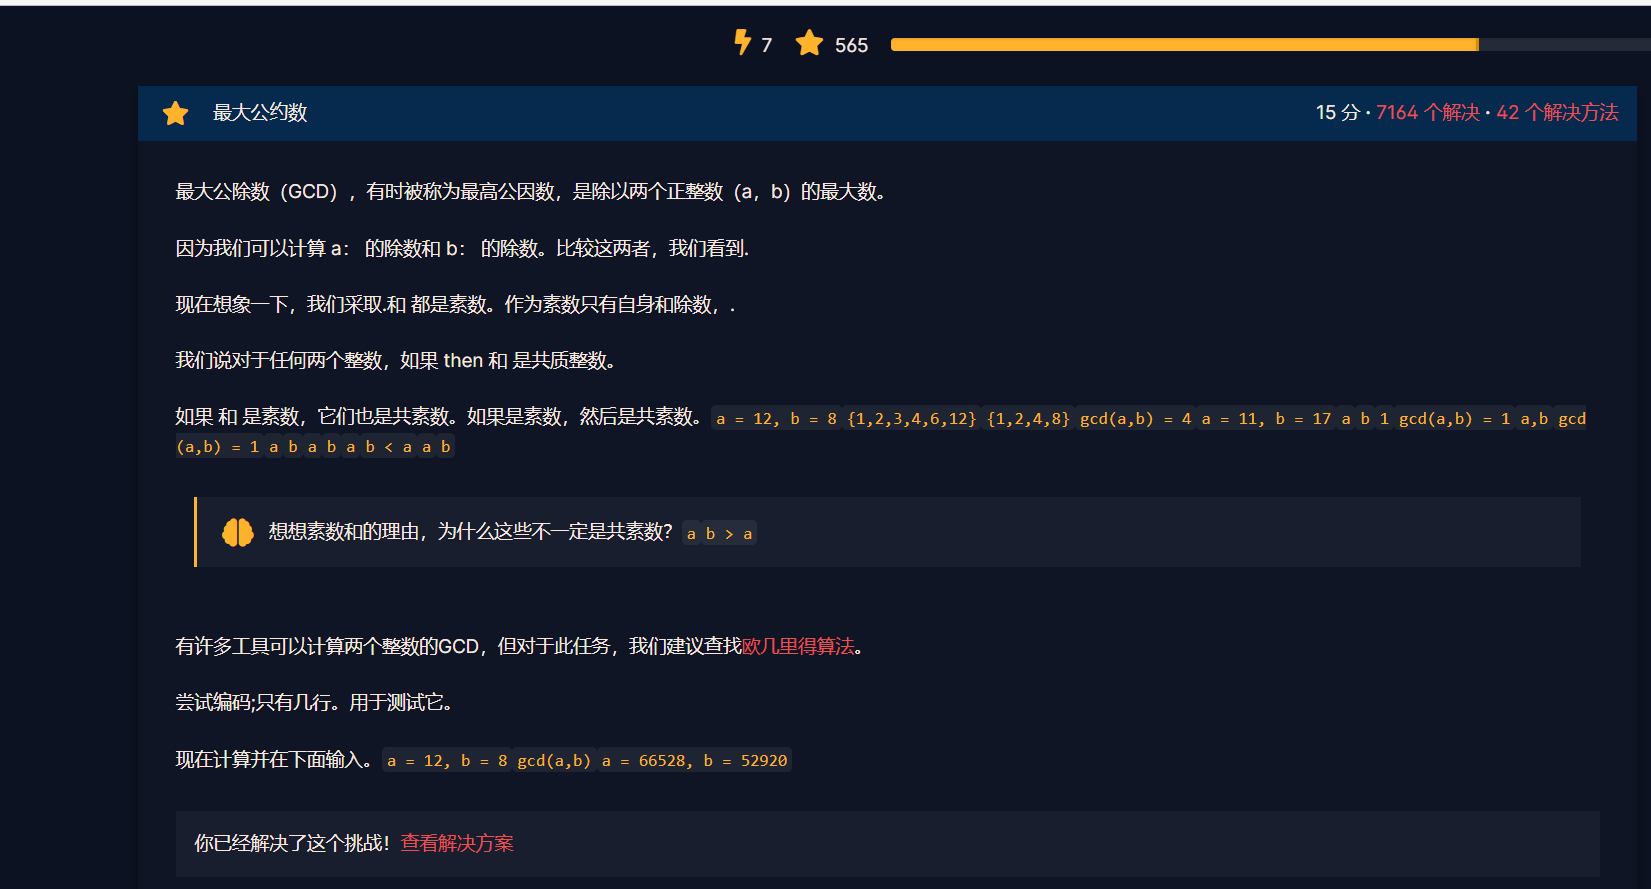 7 565
最大公约数 15 分 · 7164 个解决 · 42 个解决方法
最大公除数（GCD），有时被称为最高公因数，是除以两个正整数（a，b）的最大数。
因为我们可以计算 a： 的除数和 b： 的除数。比较这两者，我们看到.
现在想象一下，我们采取.和 都是素数。作为素数只有自身和除数，.
我们说对于任何两个整数，如果 then 和 是共质整数。
如果 和 是素数，它们也是共素数。如果是素数，然后是共素数。 a = 12, b = 8 {1,2,3,4,6,12} {1,2,4,8} gcd(a,b) = 4 a = 11, b = 17 a b 1 gcd(a,b) = 1 a,b gcd
(a,b) = 1 a b a b a b < a a b
想想素数和的理由，为什么这些不一定是共素数？ a b > a
有许多工具可以计算两个整数的GCD，但对于此任务，我们建议查找欧几里得算法。
尝试编码;只有几行。用于测试它。
现在计算并在下面输入。 a = 12, b = 8 gcd(a,b) a = 66528, b = 52920
你已经解决了这个挑战！查看解决方案